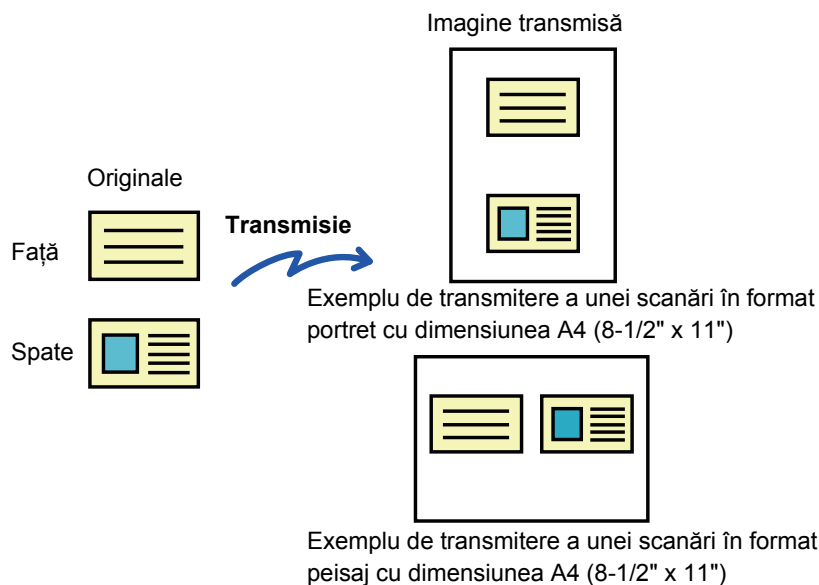 Imagine transmisă
Originale
Față
Transmisie
Spate
Exemplu de transmitere a unei scanări în format
portret cu dimensiunea A4 (8-1/2" x 11")
Exemplu de transmitere a unei scanări în format
peisaj cu dimensiunea A4 (8-1/2" x 11")